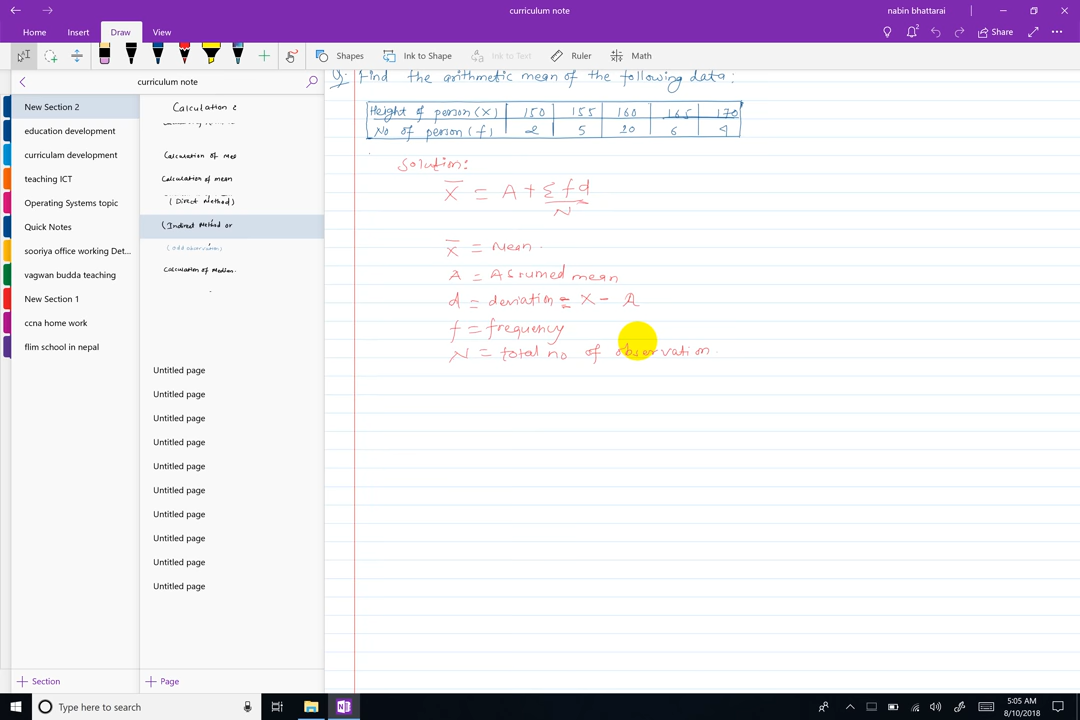 curriculum note
nabin bhattarai
Home Insert Draw View
Share
Shapes Ink to Shape Ink to Text Ruler Math
curriculum note
New Section 2
education development
curriculam development
teaching ICT
Operating Systems topic
Quick Notes
sooriya office working Det...
vagwan budda teaching
New Section 1
ccna home work
flim school in nepal
Section
Calculation
Calculation of Med
Calculation of mean
(Direct Method)
(Indirect Method or
(odd observation)
Calculation of Median.
Untitled page
Untitled page
Untitled page
Untitled page
Untitled page
Untitled page
Untitled page
Untitled page
Untitled page
Untitled page
Page
Q. Find the arithmetic mean of the following data:
Height of person (X) 150 155 160 165 170
No of person (f) 2 5 20 6 4
Solution:
X̄ = A + Σfd
N
X̄ = Mean.
A = Assumed mean
d = deviation = X - A
f = frequency
N = total no of observation.
Type here to search
5:05 AM
8/10/2018